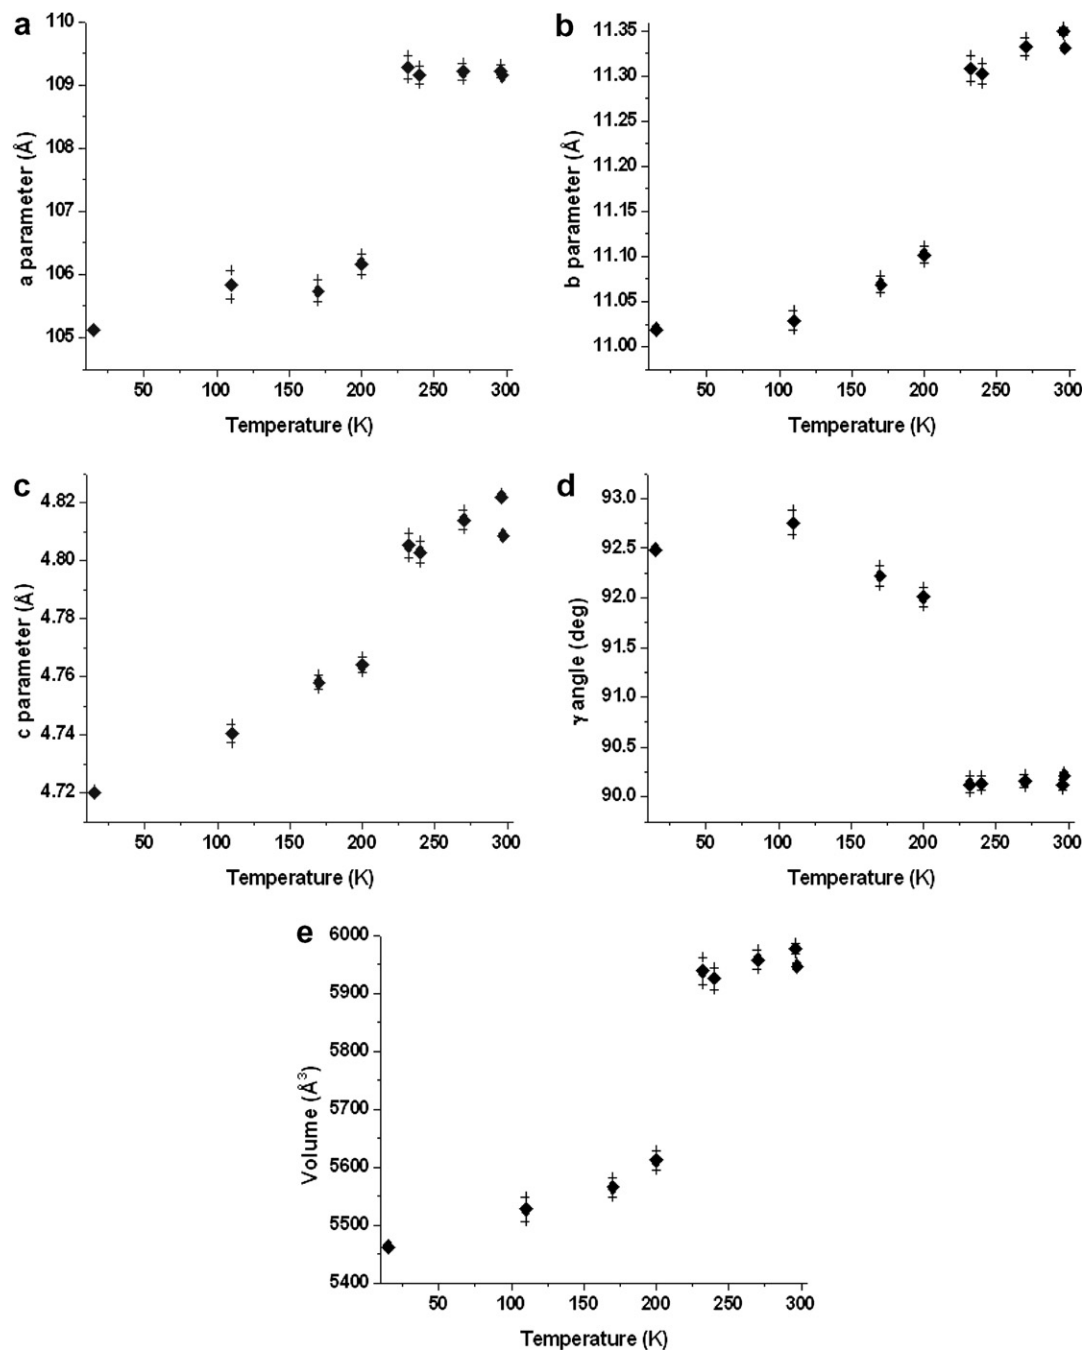 a
110
109
108
107
106
105
a parameter (Å)
50 100 150 200 250 300
Temperature (K)
b
11.35
11.30
11.25
11.20
11.15
11.10
11.05
11.00
b parameter (Å)
50 100 150 200 250 300
Temperature (K)
c
4.82
4.80
4.78
4.76
4.74
4.72
c parameter (Å)
50 100 150 200 250 300
Temperature (K)
d
93.0
92.5
92.0
91.5
91.0
90.5
90.0
γ angle (deg)
50 100 150 200 250 300
Temperature (K)
e
6000
5900
5800
5700
5600
5500
5400
Volume (Å³)
50 100 150 200 250 300
Temperature (K)